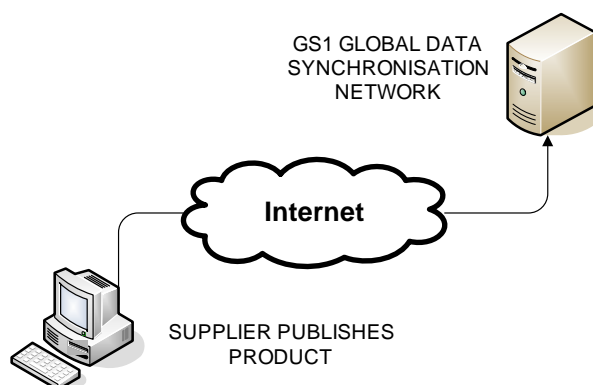 GS1 GLOBAL DATA
SYNCHRONISATION
NETWORK
Internet
SUPPLIER PUBLISHES
PRODUCT